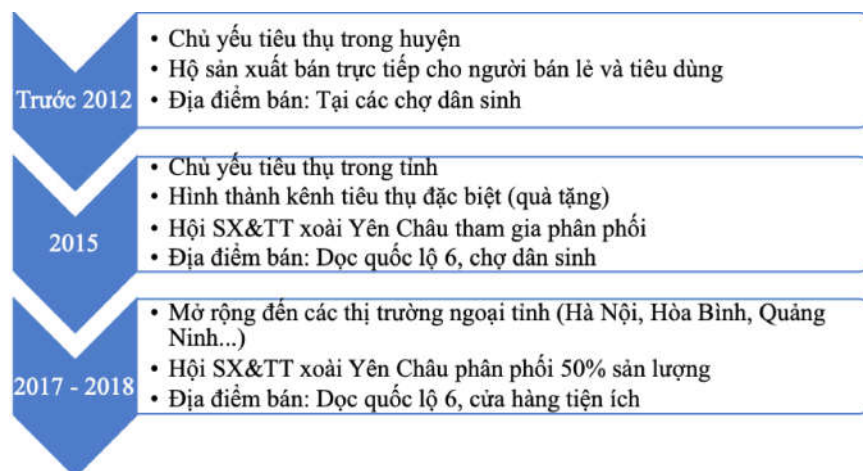 Trước 2012
• Chủ yếu tiêu thụ trong huyện
• Hộ sản xuất bán trực tiếp cho người bán lẻ và tiêu dùng
• Địa điểm bán: Tại các chợ dân sinh
2015
• Chủ yếu tiêu thụ trong tỉnh
• Hình thành kênh tiêu thụ đặc biệt (quà tặng)
• Hội SX&TT xoài Yên Châu tham gia phân phối
• Địa điểm bán: Dọc quốc lộ 6, chợ dân sinh
2017 - 2018
• Mở rộng đến các thị trường ngoại tỉnh (Hà Nội, Hòa Bình, Quảng
Ninh...)
• Hội SX&TT xoài Yên Châu phân phối 50% sản lượng
• Địa điểm bán: Dọc quốc lộ 6, cửa hàng tiện ích